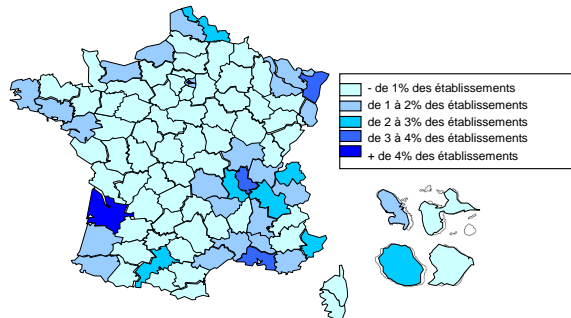 - de 1% des établissements
de 1 à 2% des établissements
de 2 à 3% des établissements
de 3 à 4% des établissements
+ de 4% des établissements